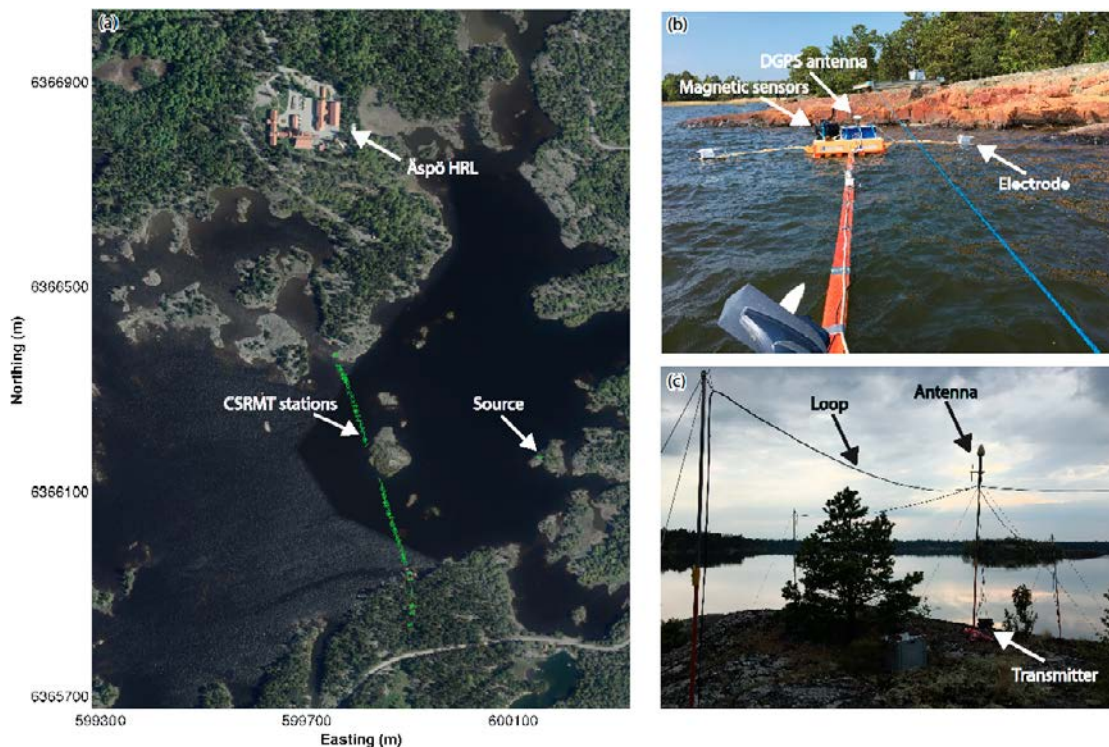 (a)
6366900
6366500
6366100
6365700
Northing (m)
599300
599700
600100
Easting (m)
Äspö HRL
CSRMT stations
Source
(b)
DGPS antenna
Magnetic sensors
Electrode
(c)
Loop
Antenna
Transmitter